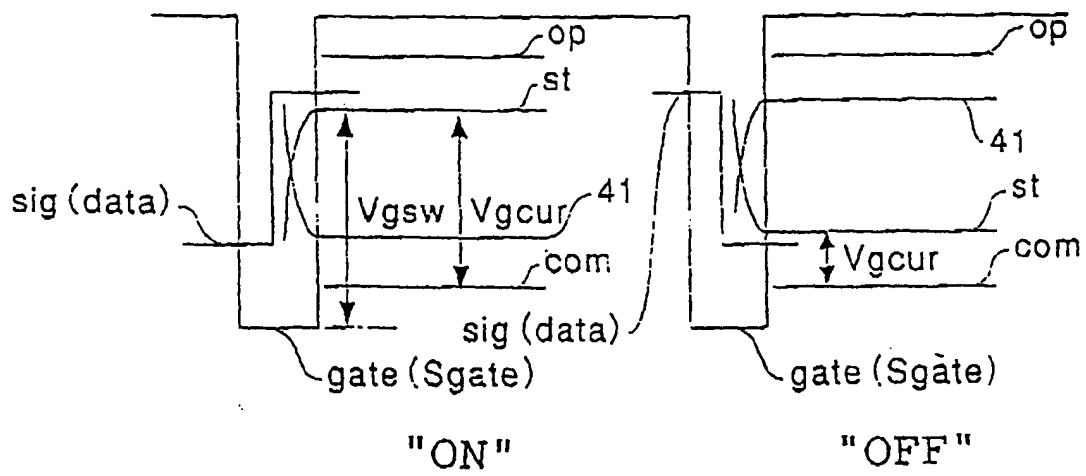 op
op
st
41
sig (data)
Vgsw
Vgcur
41
st
com
Vgcur
com
sig (data)
gate (Sgate)
gate (Sgate)
"ON"
"OFF"